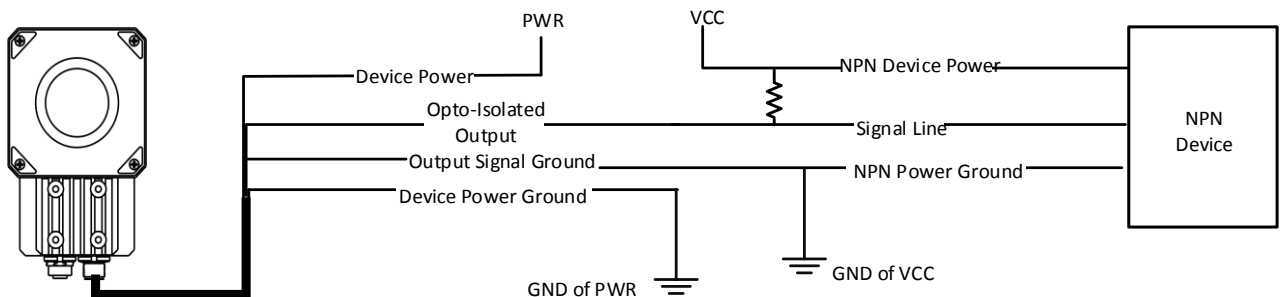 PWR
VCC
Device Power
NPN Device Power
Opto-Isolated
Output
Signal Line
NPN
Device
Output Signal Ground
NPN Power Ground
Device Power Ground
GND of PWR
GND of VCC